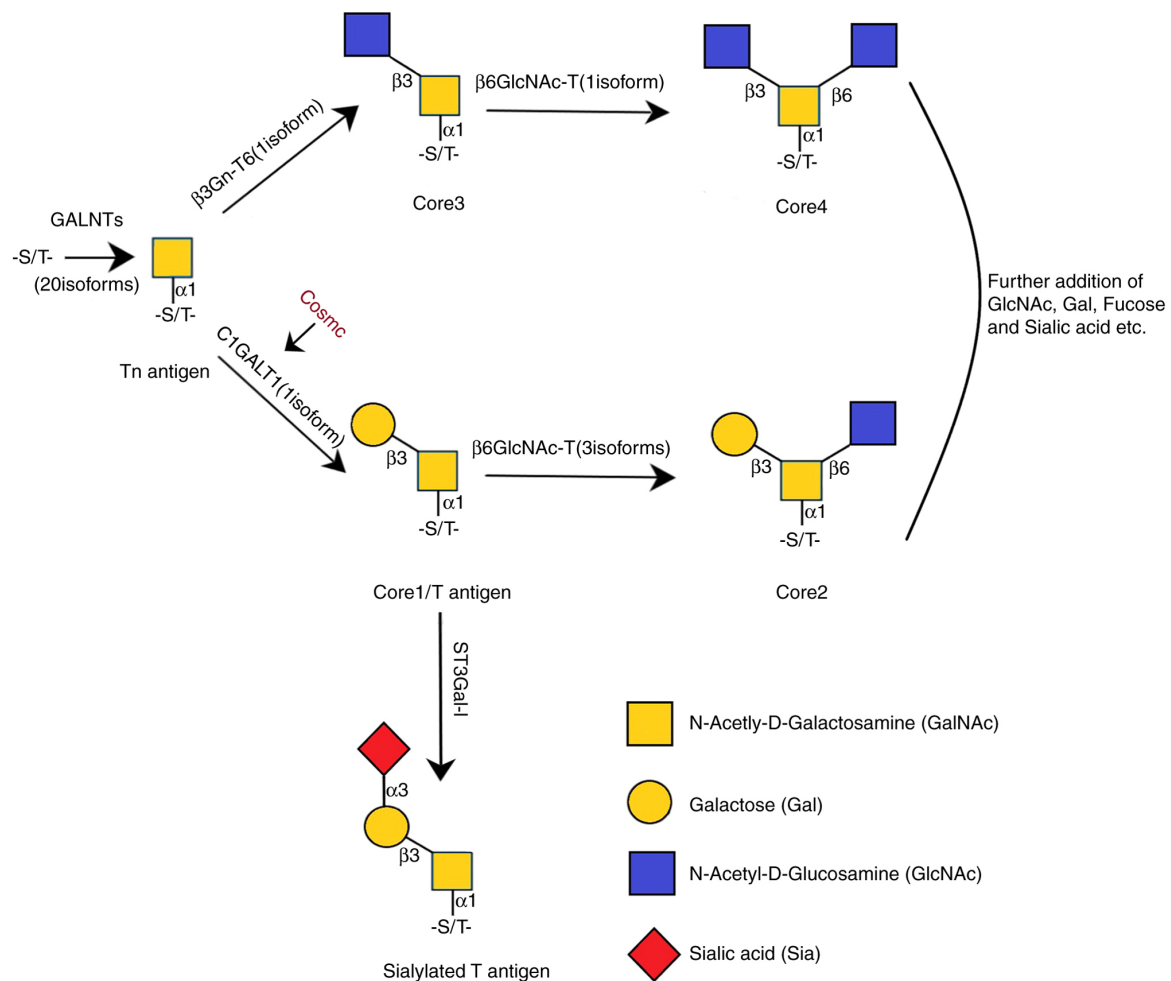 β3
α1
-S/T-
Core3
β6GlcNAc-T(1isoform)
β3
β6
α1
-S/T-
Core4
β3Gn-T6(1isoform)
GALNTs
-S/T-
(20isoforms)
α1
-S/T-
Tn antigen
Cosmc
C1GALT1(1isoform)
Further addition of
GlcNAc, Gal, Fucose
and Sialic acid etc.
β3
α1
-S/T-
Core1/T antigen
β6GlcNAc-T(3isoforms)
β3
β6
α1
-S/T-
Core2
ST3Gal-I
α3
β3
α1
-S/T-
Sialylated T antigen
N-Acetly-D-Galactosamine (GalNAc)
Galactose (Gal)
N-Acetyl-D-Glucosamine (GlcNAc)
Sialic acid (Sia)